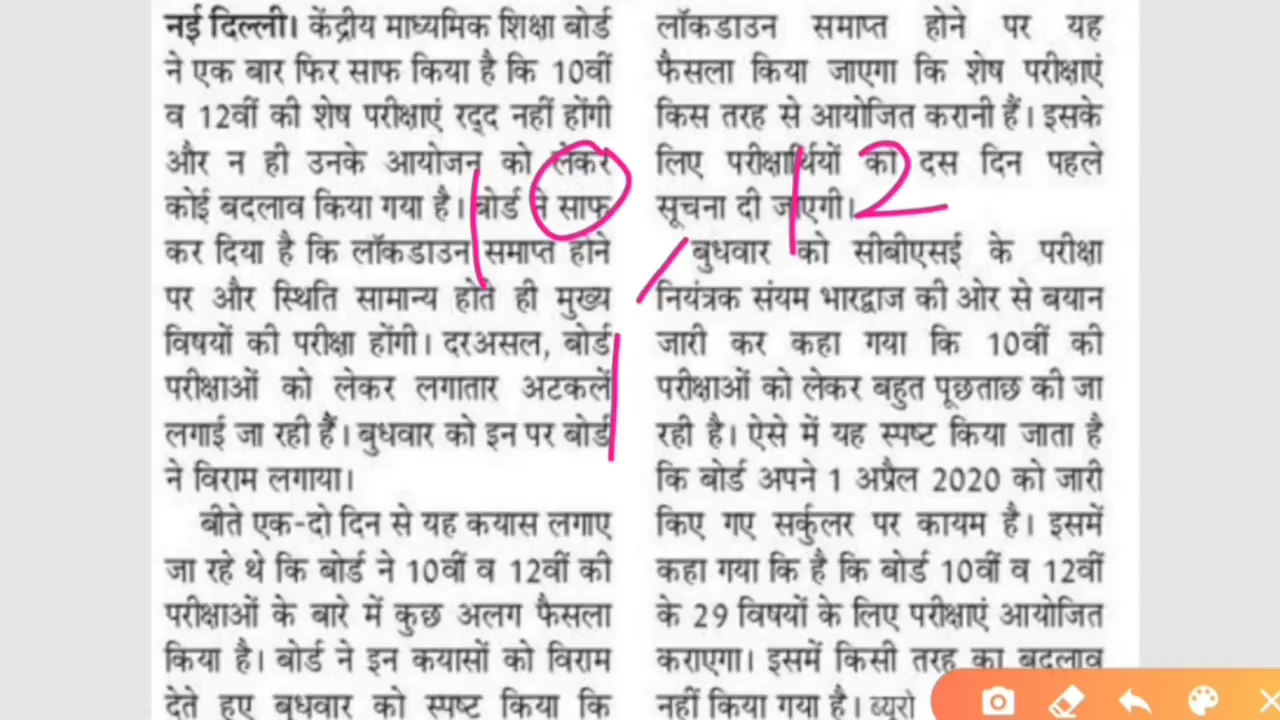 नई दिल्ली। केंद्रीय माध्यमिक शिक्षा बोर्ड
ने एक बार फिर साफ किया है कि 10वीं
व 12वीं की शेष परीक्षाएं रद्द नहीं होंगी
और न ही उनके आयोजन को लेकर
कोई बदलाव किया गया है। बोर्ड ने साफ
कर दिया है कि लॉकडाउन समाप्त होने
पर और स्थिति सामान्य होते ही मुख्य
विषयों की परीक्षा होंगी। दरअसल, बोर्ड
परीक्षाओं को लेकर लगातार अटकलें
लगाई जा रही हैं। बुधवार को इन पर बोर्ड
ने विराम लगाया।
बीते एक-दो दिन से यह कयास लगाए
जा रहे थे कि बोर्ड ने 10वीं व 12वीं की
परीक्षाओं के बारे में कुछ अलग फैसला
किया है। बोर्ड ने इन कयासों को विराम
देते हुए बुधवार को स्पष्ट किया कि
लॉकडाउन समाप्त होने पर यह
फैसला किया जाएगा कि शेष परीक्षाएं
किस तरह से आयोजित करानी हैं। इसके
लिए परीक्षार्थियों को दस दिन पहले
सूचना दी जाएगी।
बुधवार को सीबीएसई के परीक्षा
नियंत्रक संयम भारद्वाज की ओर से बयान
जारी कर कहा गया कि 10वीं की
परीक्षाओं को लेकर बहुत पूछताछ की जा
रही है। ऐसे में यह स्पष्ट किया जाता है
कि बोर्ड अपने 1 अप्रैल 2020 को जारी
किए गए सर्कुलर पर कायम है। इसमें
कहा गया कि है कि बोर्ड 10वीं व 12वीं
के 29 विषयों के लिए परीक्षाएं आयोजित
कराएगा। इसमें किसी तरह का बदलाव
नहीं किया गया है। ब्यूरो
10 / 12